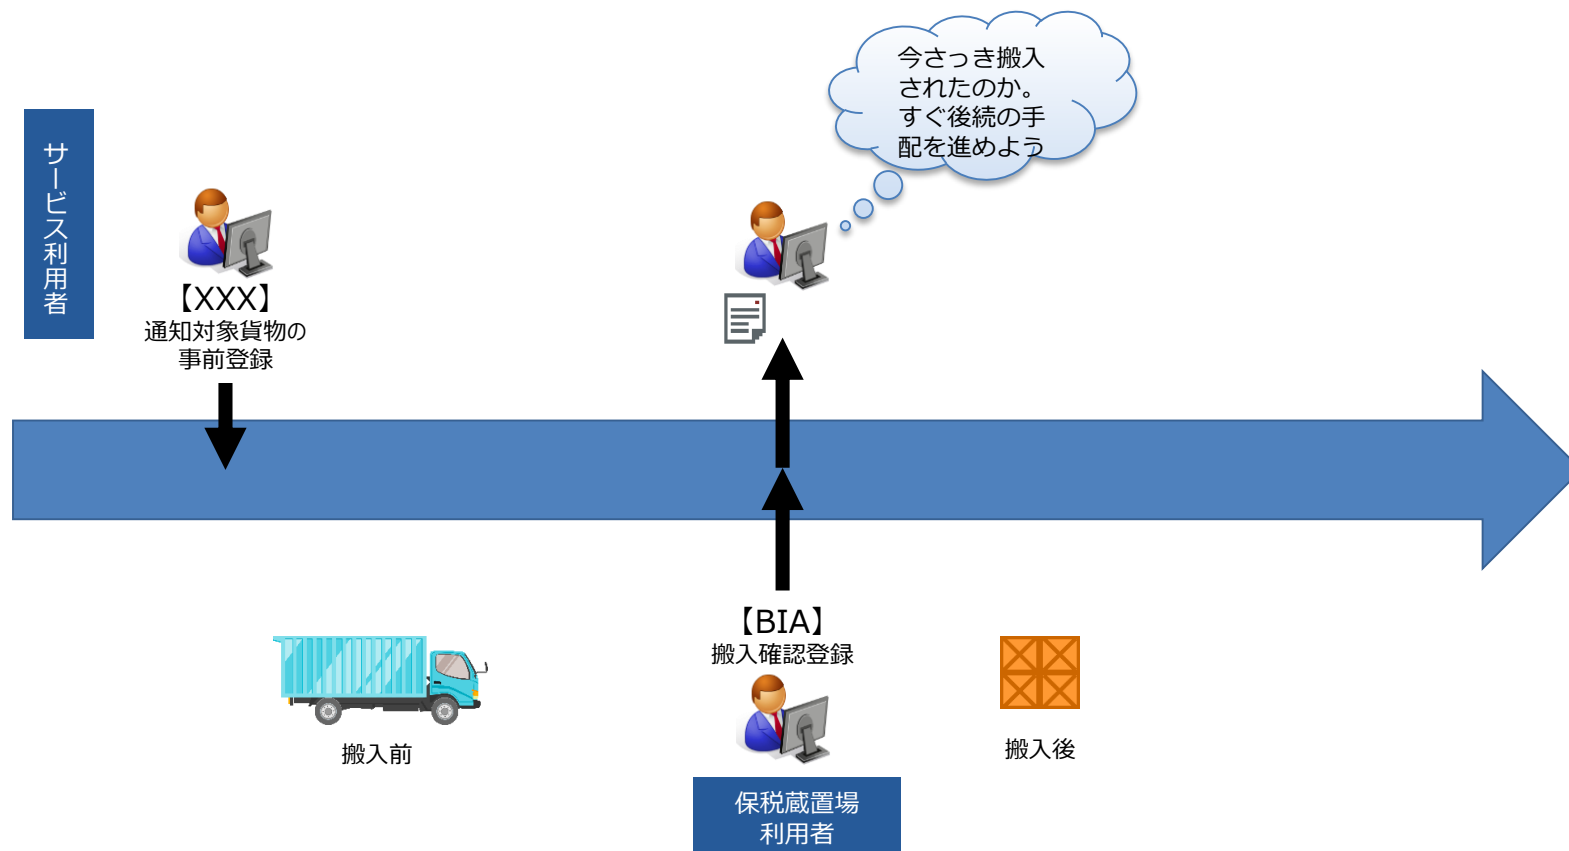 今さっき搬入
されたのか。
すぐ後続の手
配を進めよう
サービス利用者
【XXX】
通知対象貨物の
事前登録
【BIA】
搬入確認登録
搬入前
搬入後
保税蔵置場
利用者